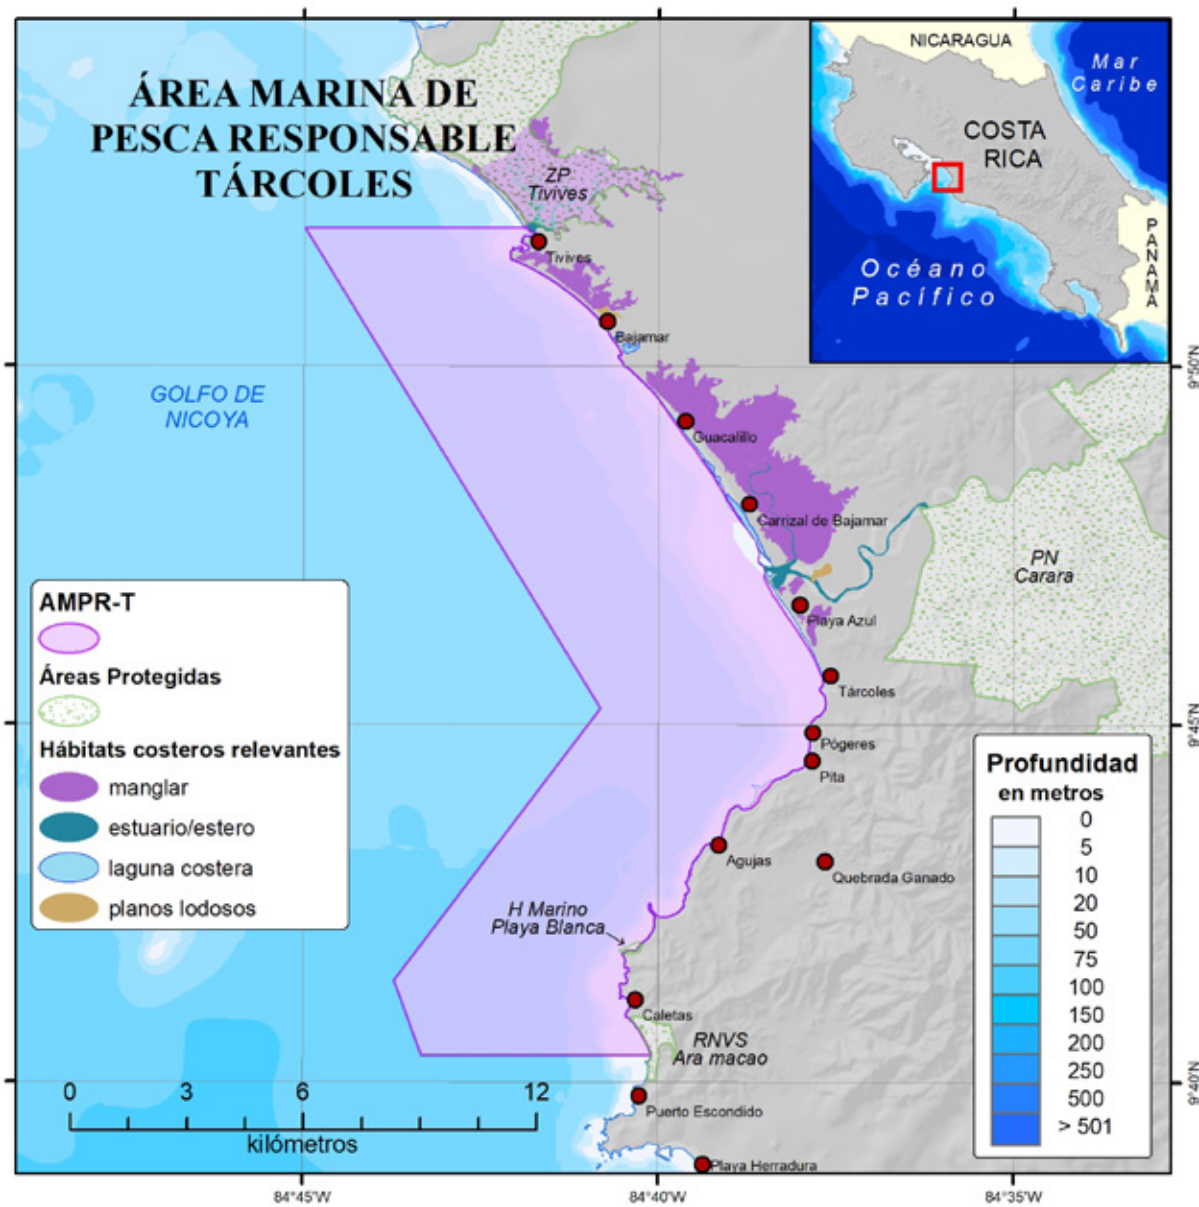 ÁREA MARINA DE
PESCA RESPONSABLE
TÁRCOLES
NICARAGUA
Mar
Caribe
COSTA
RICA
PANAMÁ
Océano
Pacífico
ZP
Tivives
Tivives
Bajamar
GOLFO DE
NICOYA
Guacalillo
Carrizal de Bajamar
PN
Carara
Playa Azul
Tárcoles
Pógeres
Pita
Agujas
Quebrada Ganado
H Marino
Playa Blanca
Caletas
RNVS
Ara macao
Puerto Escondido
Playa Herradura
AMPR-T
Áreas Protegidas
Hábitats costeros relevantes
manglar
estuario/estero
laguna costera
planos lodosos
Profundidad
en metros
0
5
10
20
50
75
100
150
200
250
500
> 501
0 3 6 12
kilómetros
9°50'N
9°45'N
9°40'N
84°45'W 84°40'W 84°35'W